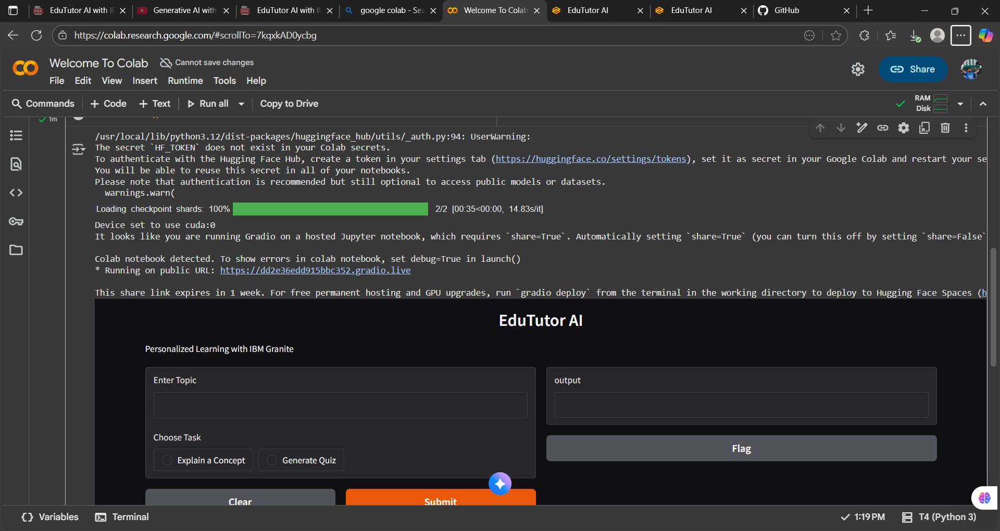 EduTutor AI with I
Generative AI with
EduTutor AI with I
google colab - Sea
Welcome To Colab
EduTutor AI
EduTutor AI
GitHub
https://colab.research.google.com/#scrollTo=7kqxkAD0ycbg
Welcome To Colab
Cannot save changes
File Edit View Insert Runtime Tools Help
Share
Commands + Code + Text Run all Copy to Drive
RAM
Disk
1m
/usr/local/lib/python3.12/dist-packages/huggingface_hub/utils/_auth.py:94: UserWarning:
The secret `HF_TOKEN` does not exist in your Colab secrets.
To authenticate with the Hugging Face Hub, create a token in your settings tab (https://huggingface.co/settings/tokens), set it as secret in your Google Colab and restart your se
You will be able to reuse this secret in all of your notebooks.
Please note that authentication is recommended but still optional to access public models or datasets.
warnings.warn(
Loading checkpoint shards: 100% 2/2 [00:35<00:00, 14.83s/it]
Device set to use cuda:0
It looks like you are running Gradio on a hosted Jupyter notebook, which requires `share=True`. Automatically setting `share=True` (you can turn this off by setting `share=False`
Colab notebook detected. To show errors in colab notebook, set debug=True in launch()
* Running on public URL: https://dd2e36edd915bbc352.gradio.live
This share link expires in 1 week. For free permanent hosting and GPU upgrades, run `gradio deploy` from the terminal in the working directory to deploy to Hugging Face Spaces (h
EduTutor AI
Personalized Learning with IBM Granite
Enter Topic
output
Choose Task
Explain a Concept
Generate Quiz
Flag
Clear
Submit
Variables
Terminal
1:19 PM
T4 (Python 3)